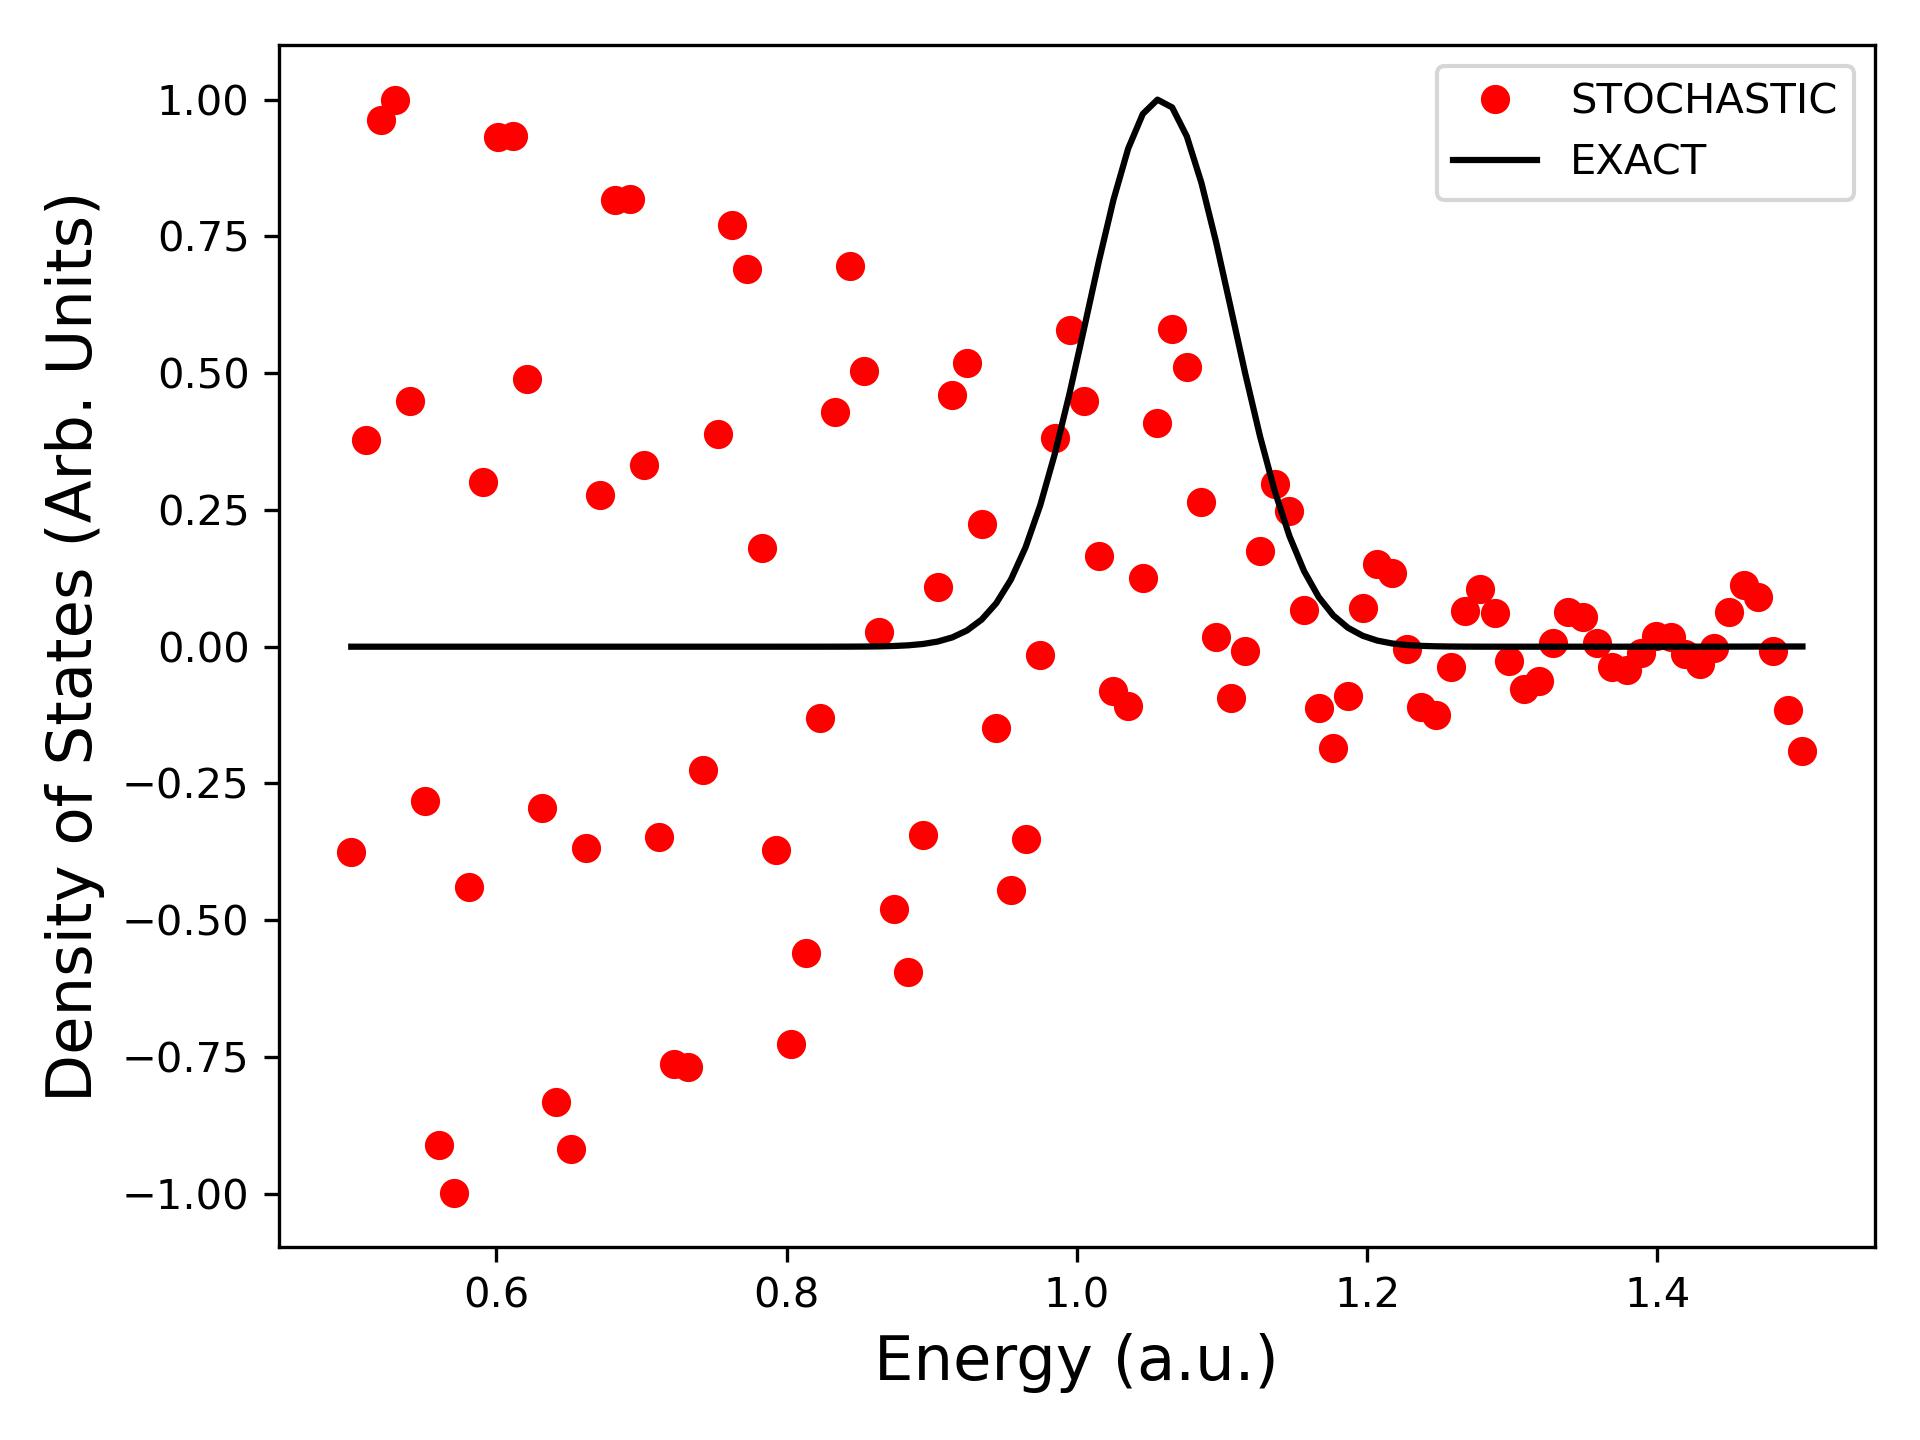 STOCHASTIC
EXACT
1.00
0.75
0.50
0.25
0.00
−0.25
−0.50
−0.75
−1.00
Density of States (Arb. Units)
0.6 0.8 1.0 1.2 1.4
Energy (a.u.)